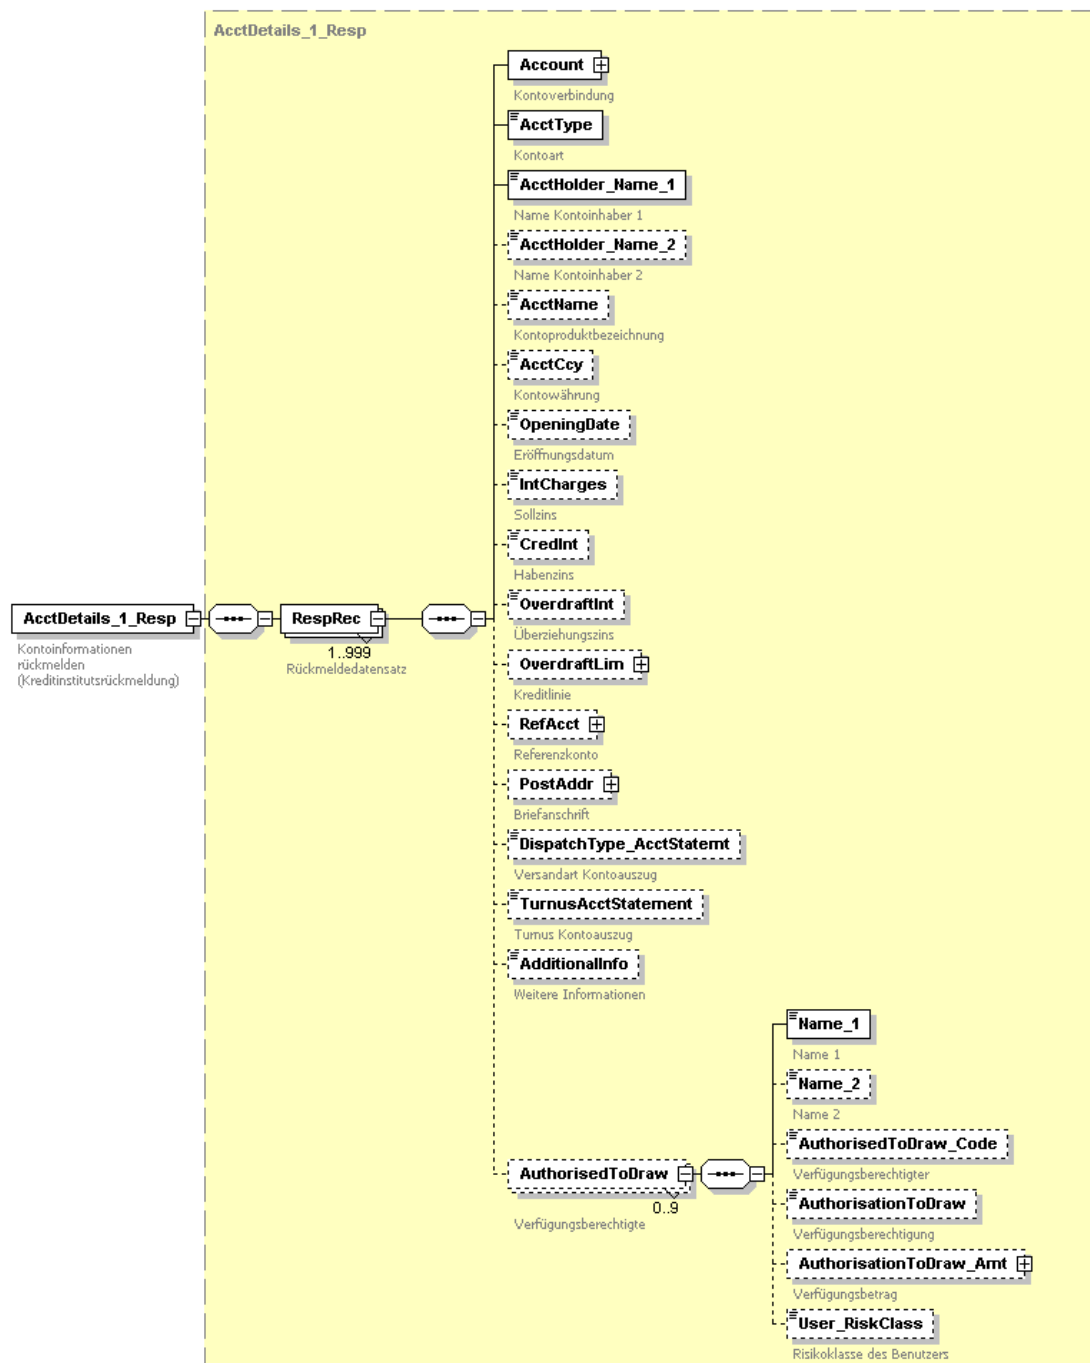 AcctDetails_1_Resp
Account
Kontoverbindung
AcctType
Kontoart
AcctHolder_Name_1
Name Kontoinhaber 1
AcctHolder_Name_2
Name Kontoinhaber 2
AcctName
Kontoproduktbezeichnung
AcctCcy
Kontowährung
OpeningDate
Eröffnungsdatum
IntCharges
Sollzins
CredInt
Habenzins
OverdraftInt
Überziehungszins
AcctDetails_1_Resp
Kontoinformationen
rückmelden
(Kreditinstitutsrückmeldung)
RespRec
1..999
Rückmeldedatensatz
OverdraftLim
Kreditlinie
RefAcct
Referenzkonto
PostAddr
Briefanschrift
DispatchType_AcctStatemt
Versandart Kontoauszug
TurnusAcctStatement
Turnus Kontoauszug
AdditionalInfo
Weitere Informationen
AuthorisedToDraw
0..9
Verfügungsberechtigte
Name_1
Name 1
Name_2
Name 2
AuthorisedToDraw_Code
Verfügungsberechtigter
AuthorisationToDraw
Verfügungsberechtigung
AuthorisationToDraw_Amt
Verfügungsbetrag
User_RiskClass
Risikoklasse des Benutzers